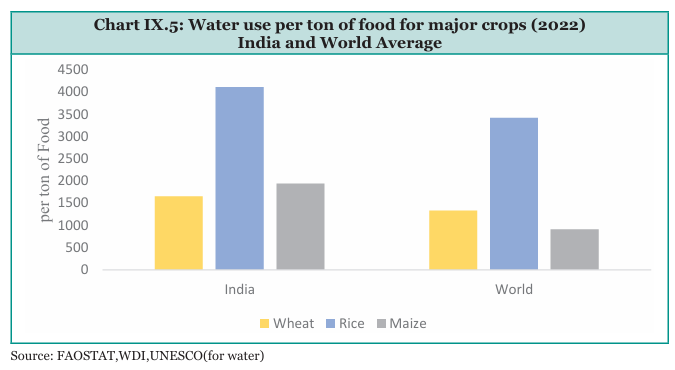 Chart IX.5: Water use per ton of food for major crops (2022)
India and World Average
per ton of Food
4500
4000
3500
3000
2500
2000
1500
1000
500
0
India
World
Wheat
Rice
Maize
Source: FAOSTAT,WDI,UNESCO(for water)